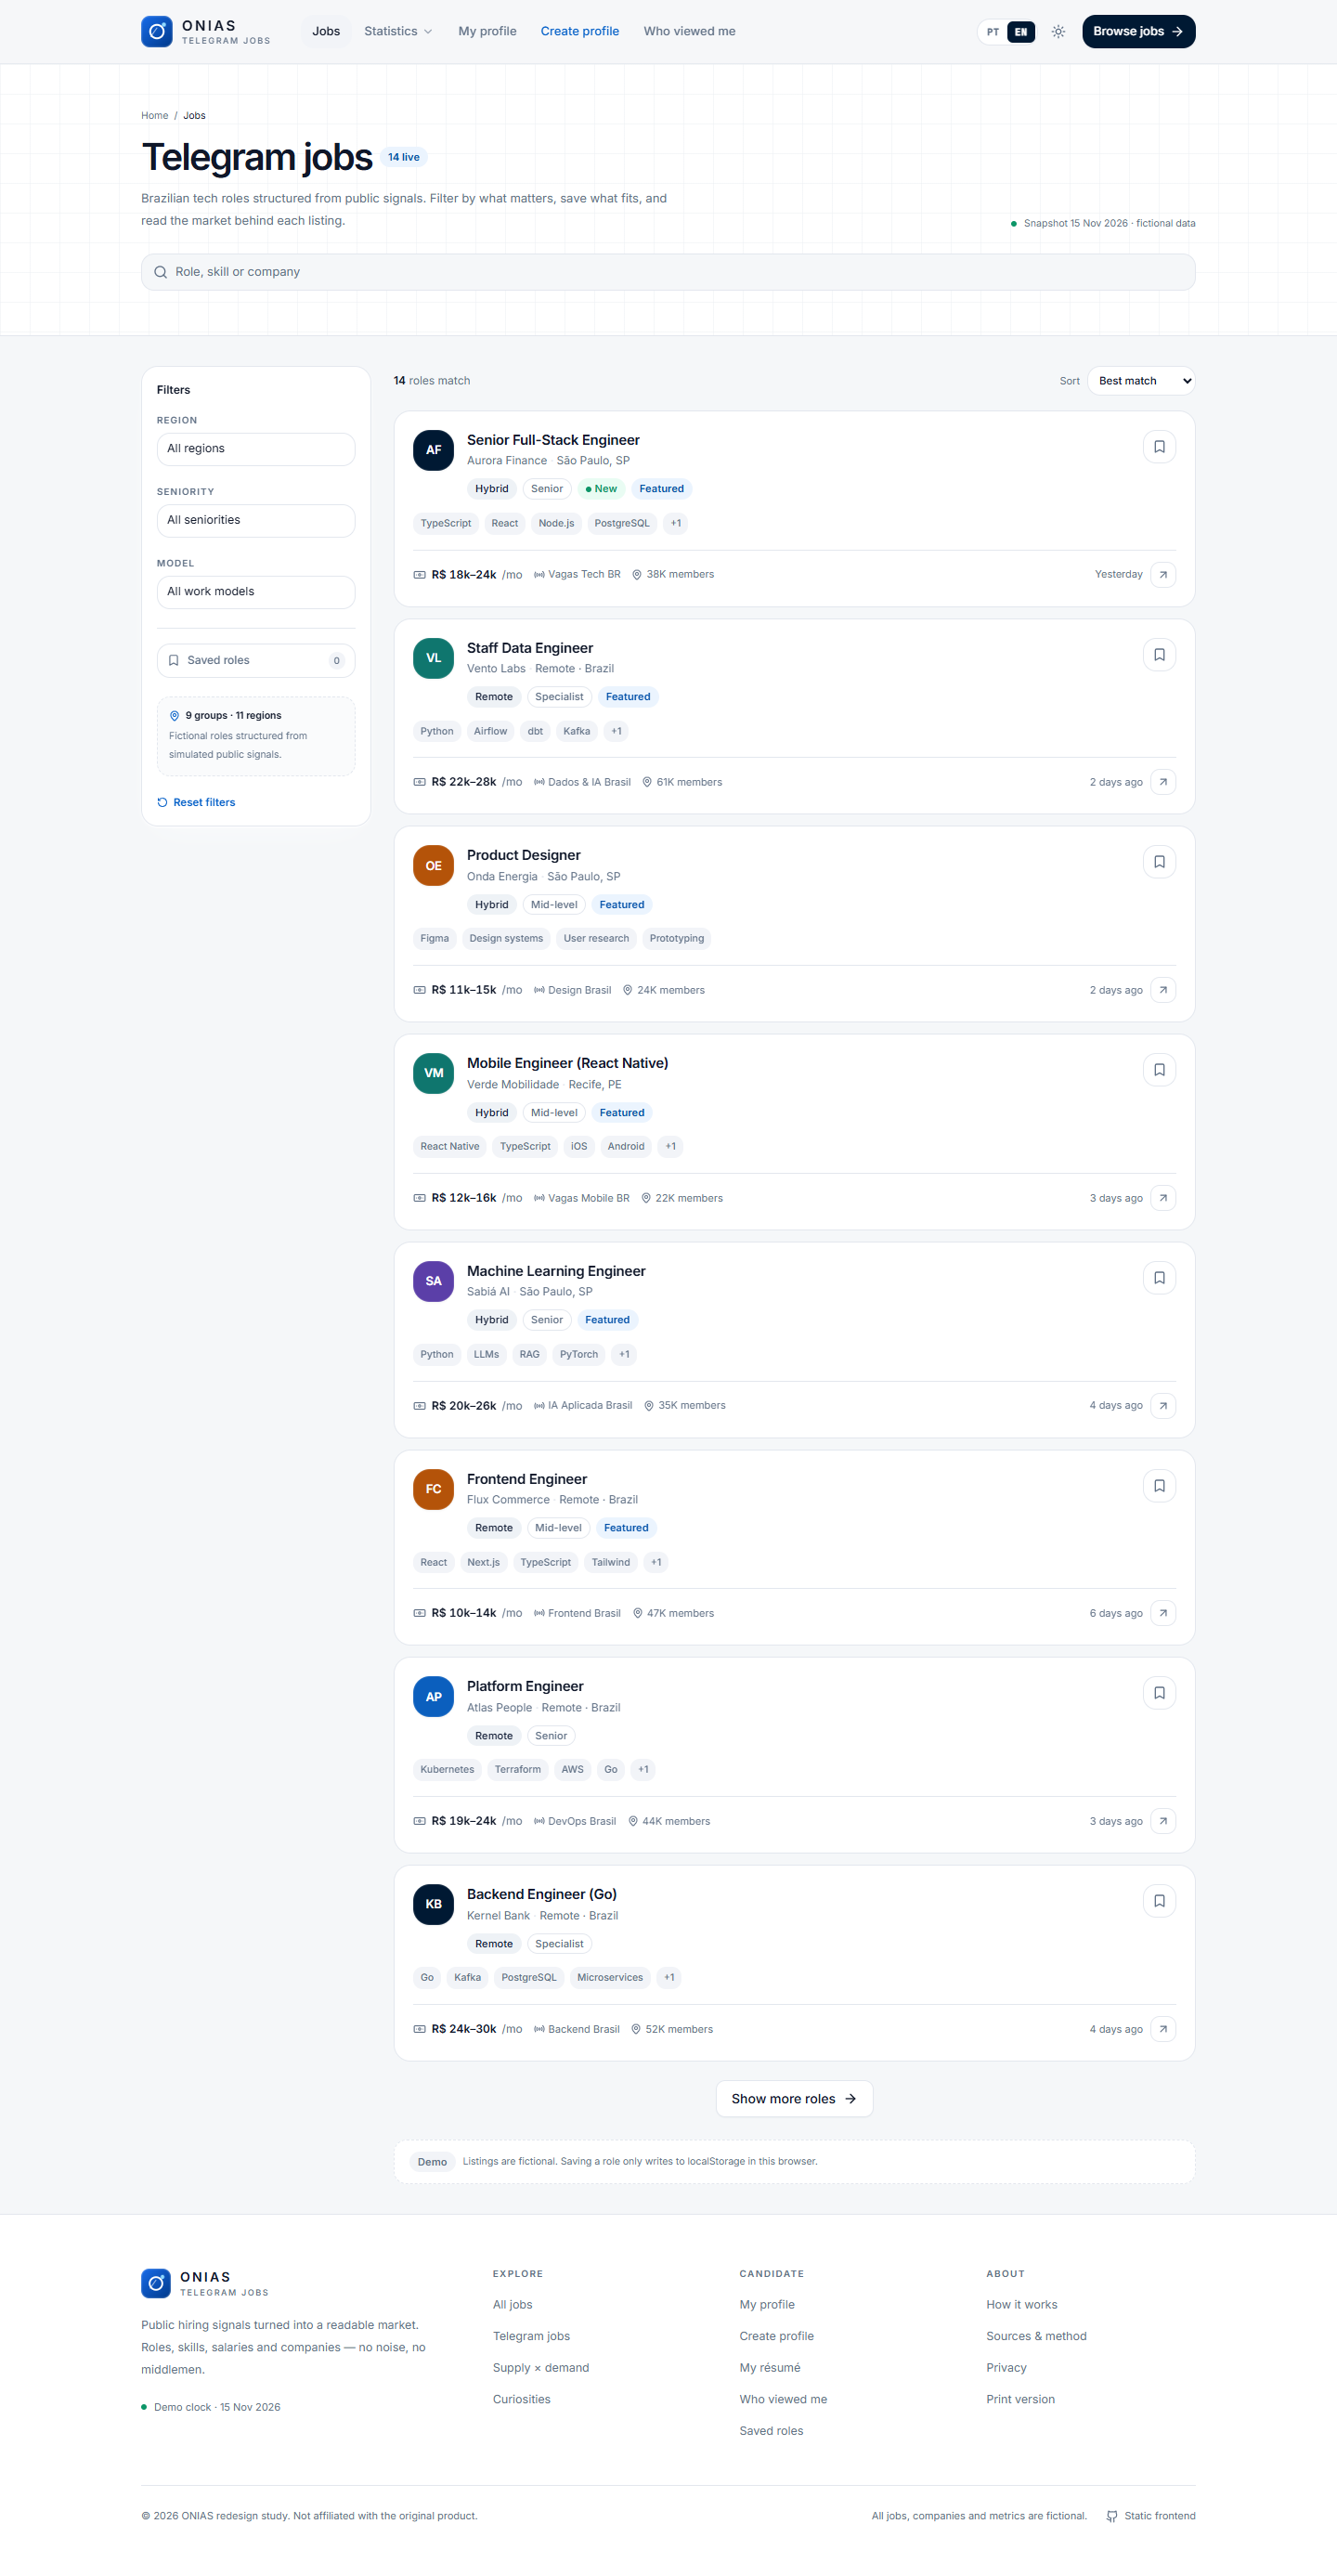 ONIAS
TELEGRAM JOBS
Jobs
Statistics
My profile
Create profile
Who viewed me
PT
EN
Browse jobs
Home / Jobs
Telegram jobs
14 live
Brazilian tech roles structured from public signals. Filter by what matters, save what fits, and
read the market behind each listing.
Snapshot 15 Nov 2026 · fictional data
Role, skill or company
Filters
REGION
All regions
SENIORITY
All seniorities
MODEL
All work models
Saved roles 0
9 groups · 11 regions
Fictional roles structured from
simulated public signals.
Reset filters
14 roles match
Sort
Best match
AF
Senior Full-Stack Engineer
Aurora Finance · São Paulo, SP
Hybrid Senior New Featured
TypeScript React Node.js PostgreSQL +1
R$ 18k–24k /mo Vagas Tech BR 38K members Yesterday
VL
Staff Data Engineer
Vento Labs · Remote · Brazil
Remote Specialist Featured
Python Airflow dbt Kafka +1
R$ 22k–28k /mo Dados & IA Brasil 61K members 2 days ago
OE
Product Designer
Onda Energia · São Paulo, SP
Hybrid Mid-level Featured
Figma Design systems User research Prototyping
R$ 11k–15k /mo Design Brasil 24K members 2 days ago
VM
Mobile Engineer (React Native)
Verde Mobilidade · Recife, PE
Hybrid Mid-level Featured
React Native TypeScript iOS Android +1
R$ 12k–16k /mo Vagas Mobile BR 22K members 3 days ago
SA
Machine Learning Engineer
Sabiá AI · São Paulo, SP
Hybrid Senior Featured
Python LLMs RAG PyTorch +1
R$ 20k–26k /mo IA Aplicada Brasil 35K members 4 days ago
FC
Frontend Engineer
Flux Commerce · Remote · Brazil
Remote Mid-level Featured
React Next.js TypeScript Tailwind +1
R$ 10k–14k /mo Frontend Brasil 47K members 6 days ago
AP
Platform Engineer
Atlas People · Remote · Brazil
Remote Senior
Kubernetes Terraform AWS Go +1
R$ 19k–24k /mo DevOps Brasil 44K members 3 days ago
KB
Backend Engineer (Go)
Kernel Bank · Remote · Brazil
Remote Specialist
Go Kafka PostgreSQL Microservices +1
R$ 24k–30k /mo Backend Brasil 52K members 4 days ago
Show more roles
Demo Listings are fictional. Saving a role only writes to localStorage in this browser.
ONIAS
TELEGRAM JOBS
Public hiring signals turned into a readable market.
Roles, skills, salaries and companies — no noise, no
middlemen.
Demo clock · 15 Nov 2026
EXPLORE
All jobs
Telegram jobs
Supply × demand
Curiosities
CANDIDATE
My profile
Create profile
My résumé
Who viewed me
Saved roles
ABOUT
How it works
Sources & method
Privacy
Print version
© 2026 ONIAS redesign study. Not affiliated with the original product.
All jobs, companies and metrics are fictional.
Static frontend